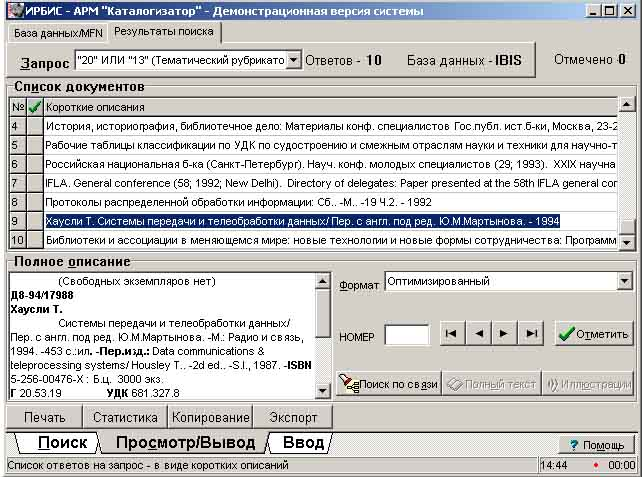 ИРБИС - АРМ "Каталогизатор" - Демонстрационная версия системы
База данных/MFN Результаты поиска
Запрос "20" ИЛИ "13" (Тематический рубрикато Ответов - 10 База данных - IBIS Отмечено 0
Список документов
№ Короткие описания
4 История, историография, библиотечное дело: Материалы конф. специалистов Гос.публ. ист.б-ки, Москва, 23-2
5 Рабочие таблицы классификации по УДК по судостроению и смежным отраслям науки и техники для научно-т
6 Российская национальная б-ка (Санкт-Петербург). Науч. конф. молодых специалистов (29; 1993). XXIX научна
7 IFLA. General conference (58; 1992; New Delhi). Directory of delegates: Paper presented at the 58th IFLA general cor
8 Протоколы распределенной обработки информации: Сб.. -М.. -19 Ч.2. - 1992
9 Хаусли Т. Системы передачи и телеобработки данных/ Пер. с англ. под ред. Ю.М.Мартынова. - 1994
10 Библиотеки и ассоциации в меняющемся мире: новые технологии и новые формы сотрудничества: Программ
Полное описание
(Свободных экземпляров нет)
Д8-94/17988
Хаусли Т.
Системы передачи и телеобработки данных/
Пер. с англ. под ред. Ю.М.Мартынова. -М.: Радио и связь,
1994. -453 с.:ил. -Пер.изд.: Data communications &
teleprocessing systems/ Housley T.. -2d ed.. -S.l., 1987. -ISBN
5-256-00476-X : Б.ц. 3000 экз.
Г 20.53.19 УДК 681.327.8
Формат Оптимизированный
НОМЕР Отметить
Поиск по связи Полный текст Иллюстрации
Печать Статистика Копирование Экспорт
Поиск Просмотр/Вывод Ввод ? Помощь
Список ответов на запрос - в виде коротких описаний 14:44 00:00